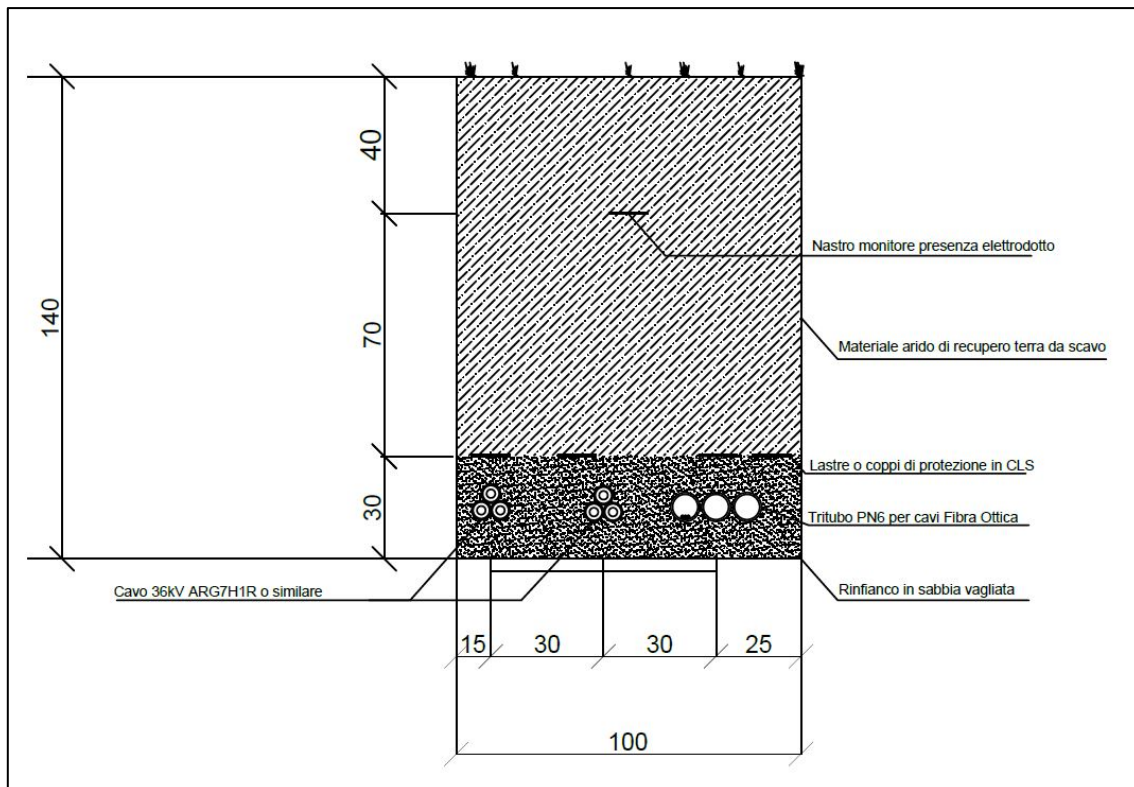 40
140
70
30
Nastro monitore presenza elettrodotto
Materiale arido di recupero terra da scavo
Lastre o coppi di protezione in CLS
Tritubo PN6 per cavi Fibra Ottica
Rinfianco in sabbia vagliata
Cavo 36kV ARG7H1R o similare
15 30 30 25
100